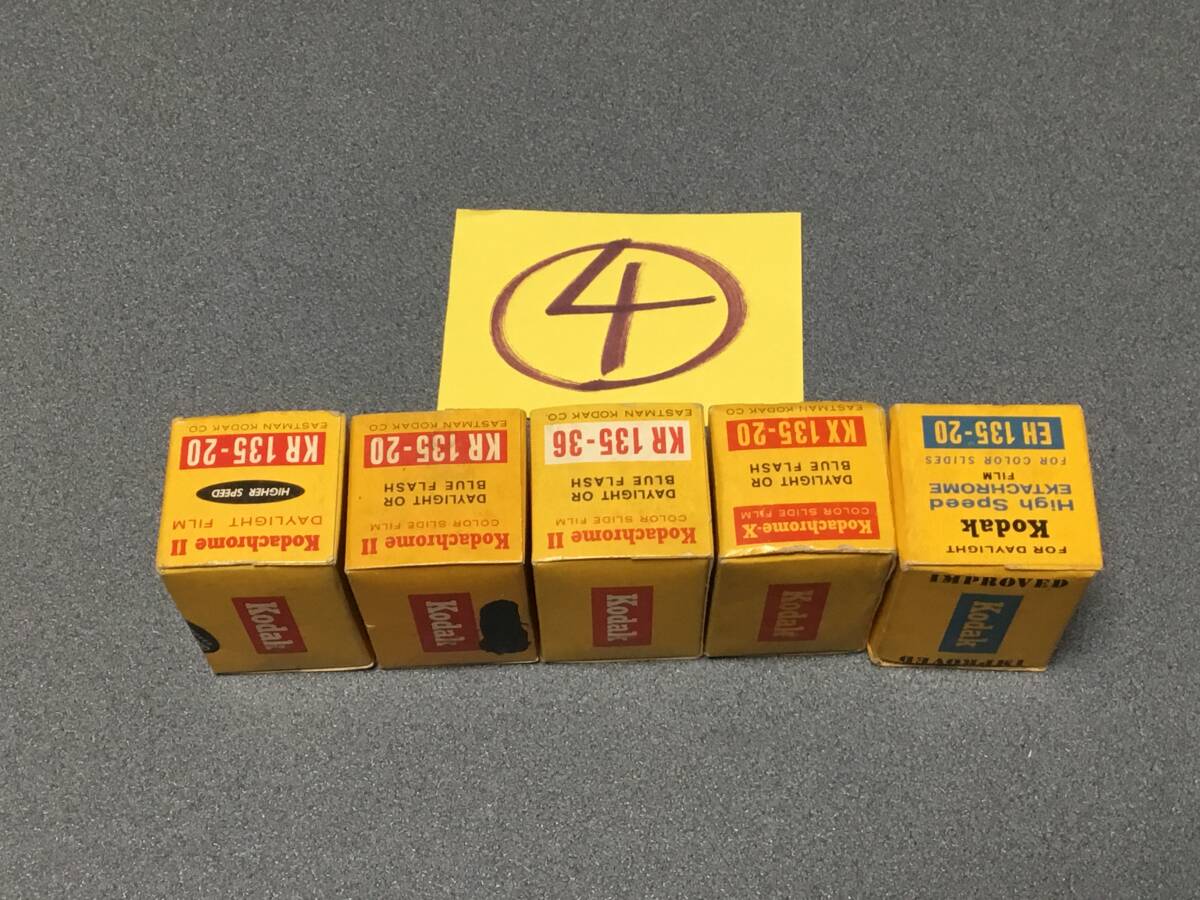 4
Kodachrome II
DAYLIGHT FILM
HIGHER SPEED
KR 135-20
EASTMAN KODAK CO.
Kodak
Kodachrome II
COLOR SLIDE FILM
DAYLIGHT OR
BLUE FLASH
KR 135-20
EASTMAN KODAK CO.
Kodak
Kodachrome II
COLOR SLIDE FILM
DAYLIGHT OR
BLUE FLASH
KR 135-36
EASTMAN KODAK CO.
Kodak
Kodachrome-X
COLOR SLIDE FILM
DAYLIGHT OR
BLUE FLASH
KX 135-20
EASTMAN KODAK CO.
Kodak
FOR DAYLIGHT
Kodak
High Speed
EKTACHROME
FILM
FOR COLOR SLIDES
EH 135-20
IMPROVED
Kodak
IMPROVED